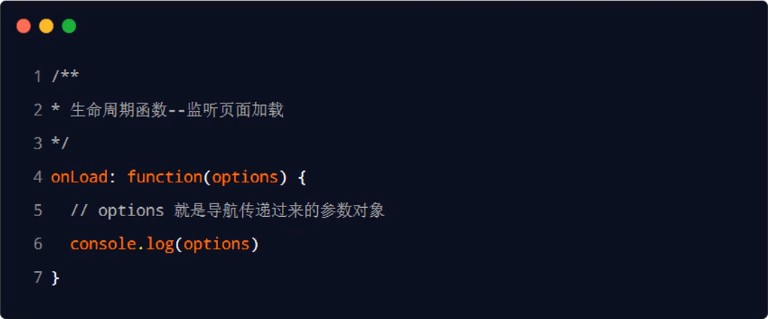 1 /**
2 * 生命周期函数--监听页面加载
3 */
4 onLoad: function(options) {
5   // options 就是导航传递过来的参数对象
6   console.log(options)
7 }